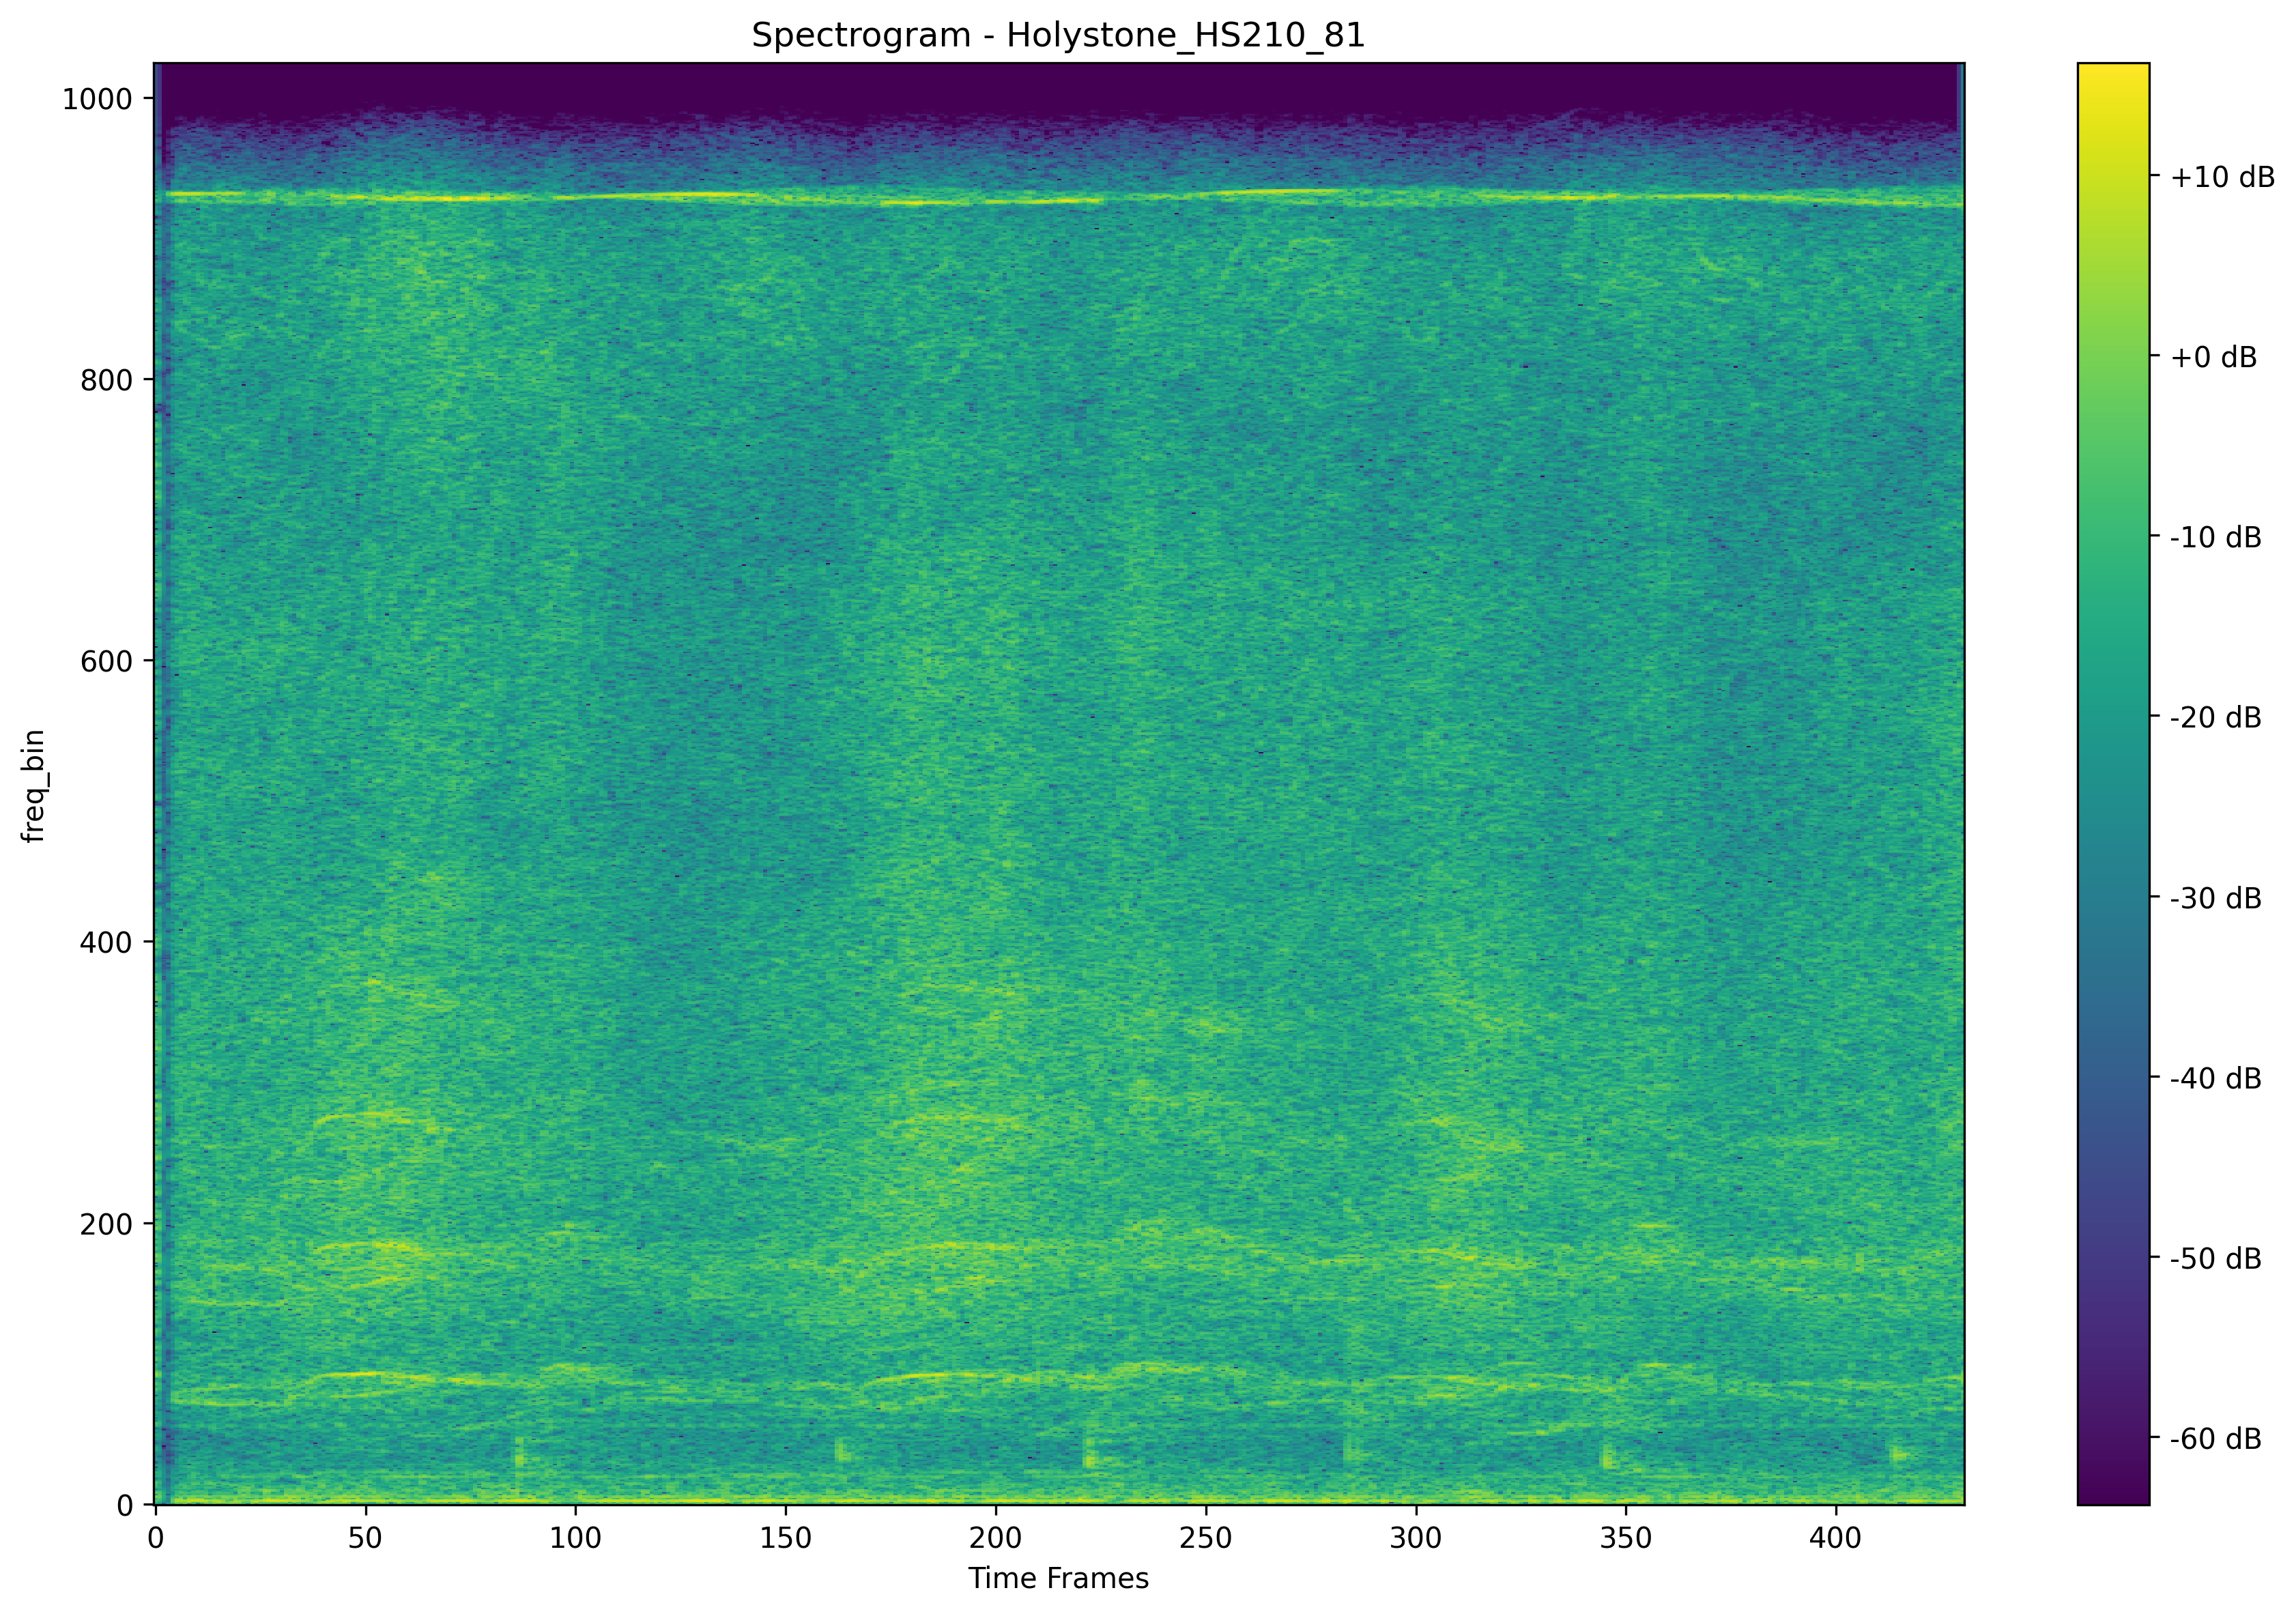 Spectrogram - Holystone_HS210_81
1000
800
600
400
200
0
freq_bin
0 50 100 150 200 250 300 350 400
Time Frames
+10 dB
+0 dB
-10 dB
-20 dB
-30 dB
-40 dB
-50 dB
-60 dB